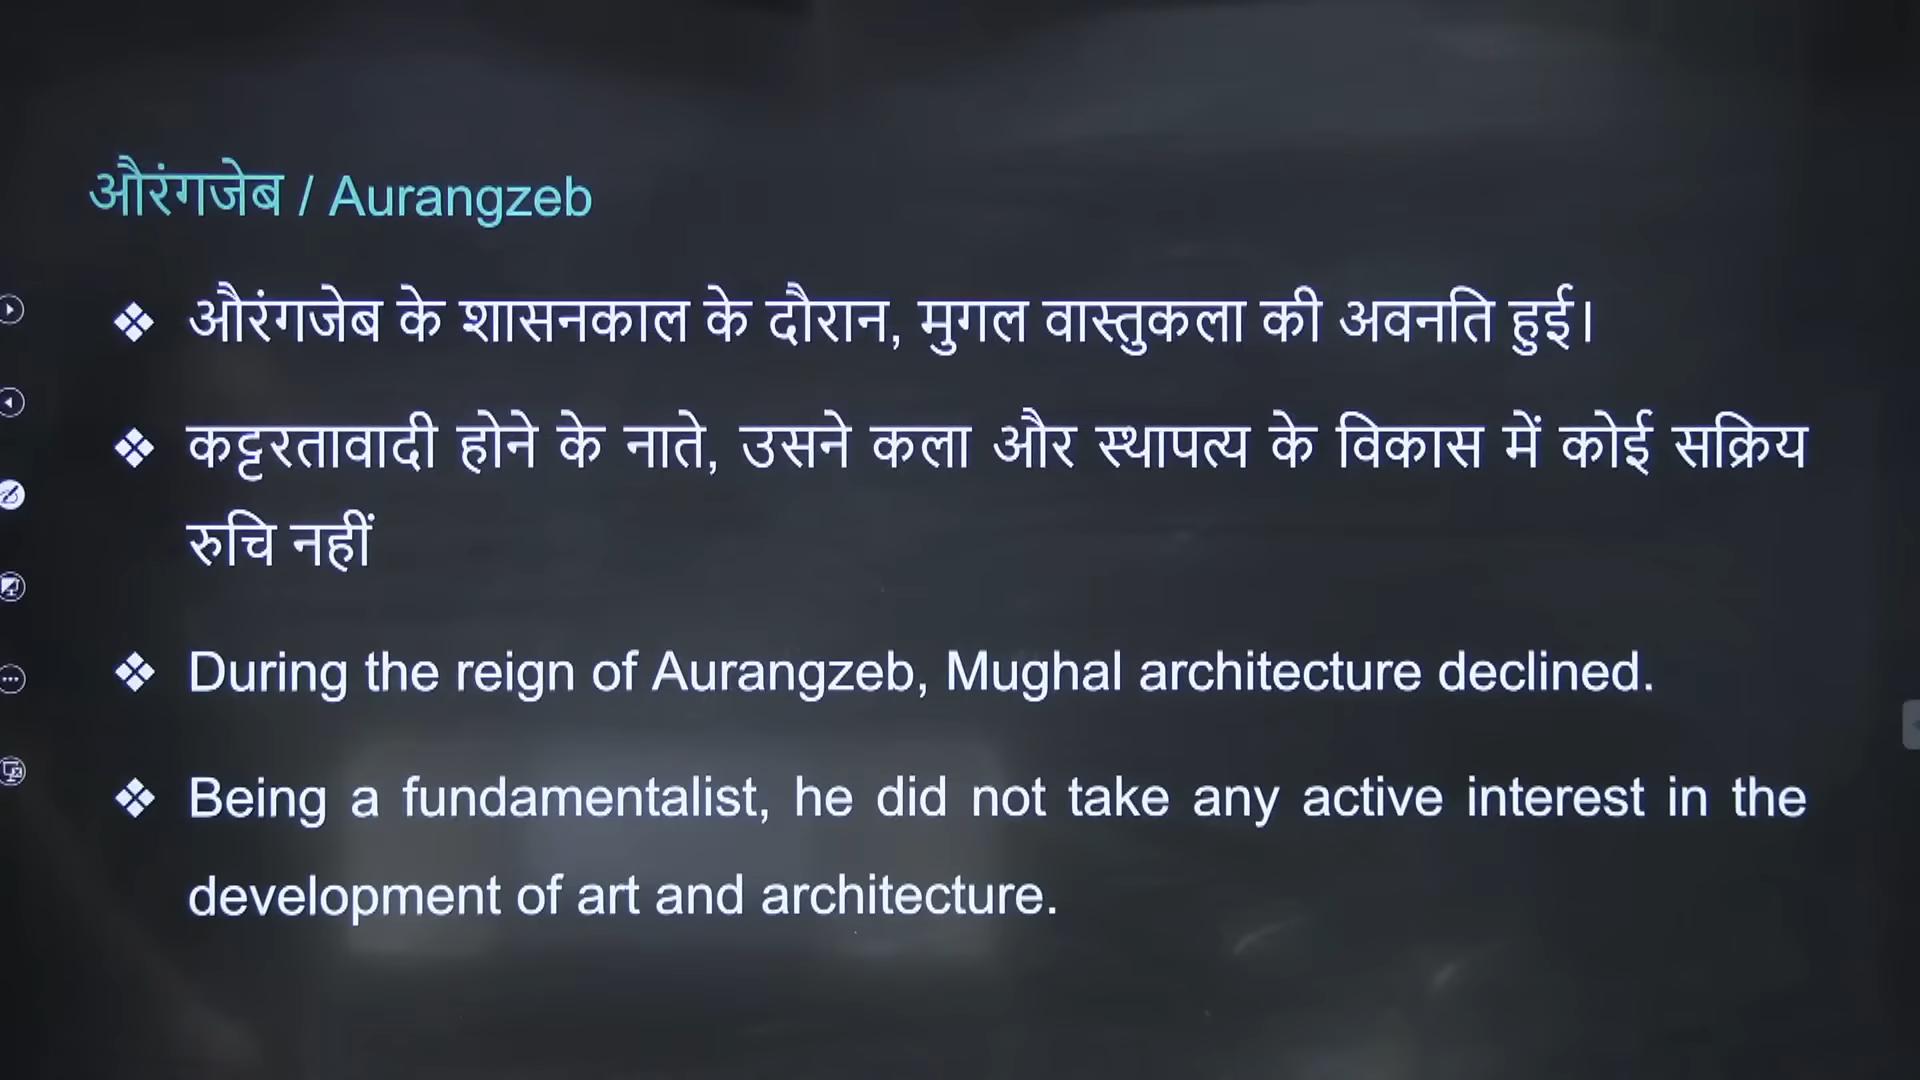 औरंगजेब / Aurangzeb
❖ औरंगजेब के शासनकाल के दौरान, मुगल वास्तुकला की अवनति हुई।
❖ कट्टरतावादी होने के नाते, उसने कला और स्थापत्य के विकास में कोई सक्रिय
रुचि नहीं
❖ During the reign of Aurangzeb, Mughal architecture declined.
❖ Being a fundamentalist, he did not take any active interest in the
development of art and architecture.